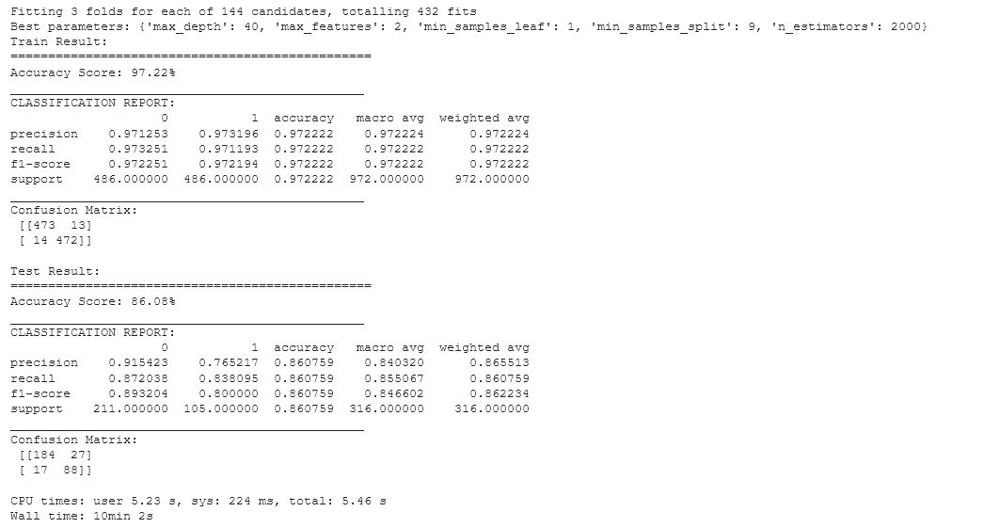 Fitting 3 folds for each of 144 candidates, totalling 432 fits
Best parameters: {'max_depth': 40, 'max_features': 2, 'min_samples_leaf': 1, 'min_samples_split': 9, 'n_estimators': 2000}
Train Result:
================================================
Accuracy Score: 97.22%
_______________________________________________
CLASSIFICATION REPORT:
0 1 accuracy macro avg weighted avg
precision 0.971253 0.973196 0.972222 0.972224 0.972224
recall 0.973251 0.971193 0.972222 0.972222 0.972222
f1-score 0.972251 0.972194 0.972222 0.972222 0.972222
support 486.000000 486.000000 0.972222 972.000000 972.000000
_______________________________________________
Confusion Matrix:
[[473 13]
[ 14 472]]
Test Result:
================================================
Accuracy Score: 86.08%
_______________________________________________
CLASSIFICATION REPORT:
0 1 accuracy macro avg weighted avg
precision 0.915423 0.765217 0.860759 0.840320 0.865513
recall 0.872038 0.838095 0.860759 0.855067 0.860759
f1-score 0.893204 0.800000 0.860759 0.846602 0.862234
support 211.000000 105.000000 0.860759 316.000000 316.000000
_______________________________________________
Confusion Matrix:
[[184 27]
[ 17 88]]
CPU times: user 5.23 s, sys: 224 ms, total: 5.46 s
Wall time: 10min 2s